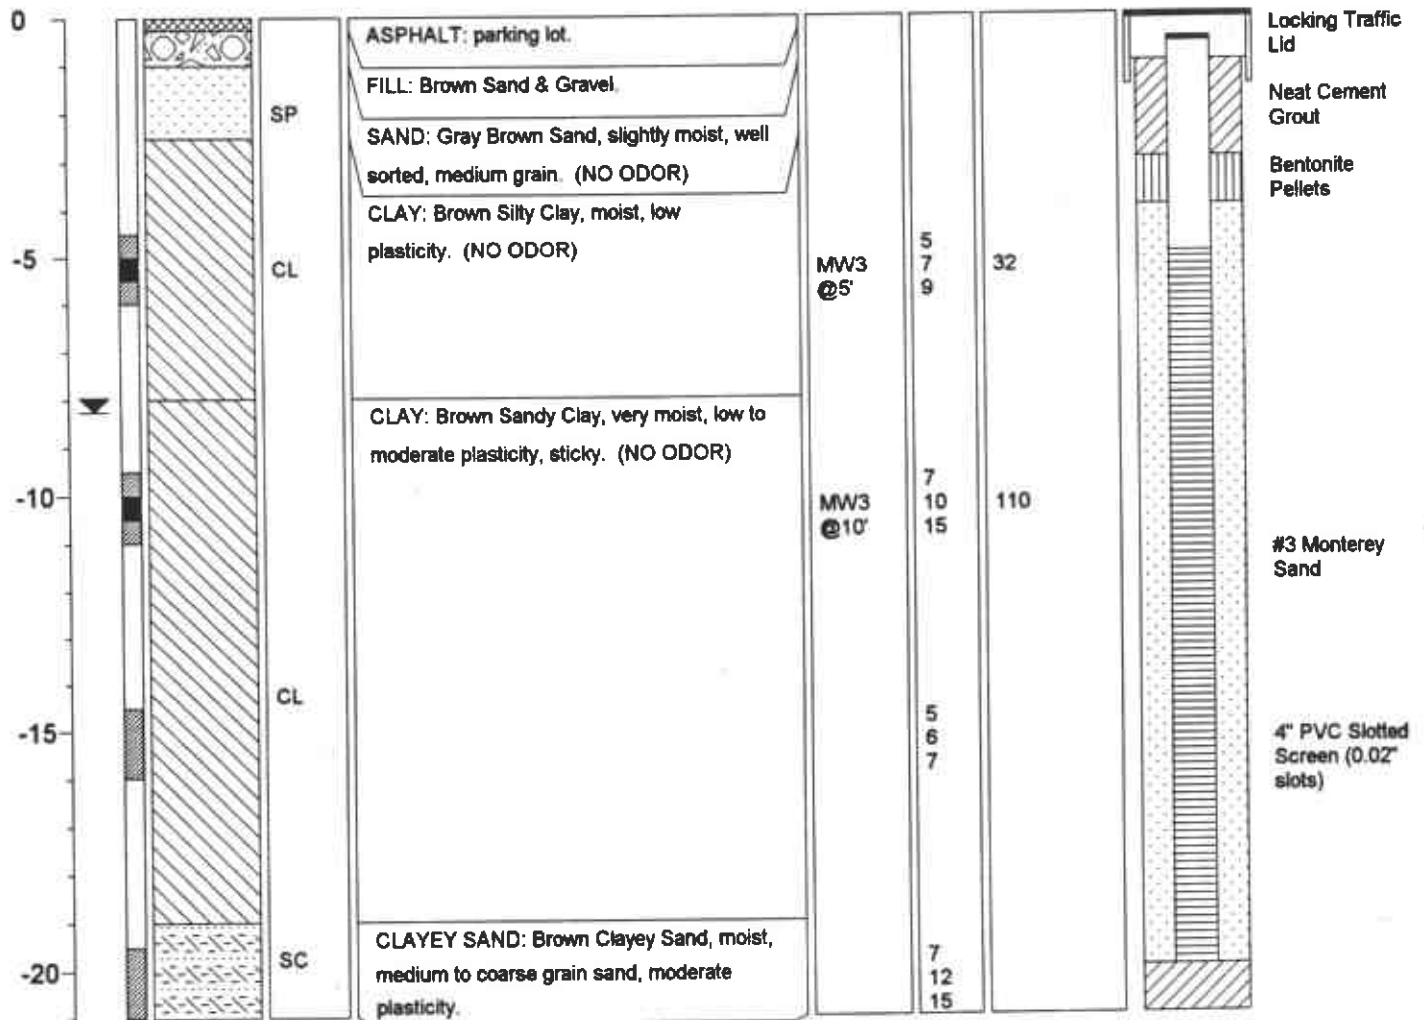 0
ASPHALT: parking lot.
Locking Traffic
Lid
FILL: Brown Sand & Gravel.
Neat Cement
Grout
SP
SAND: Gray Brown Sand, slightly moist, well
sorted, medium grain. (NO ODOR)
Bentonite
Pellets
CLAY: Brown Silty Clay, moist, low
plasticity. (NO ODOR)
-5
CL
MW3
@5'
5
7
9
32
CLAY: Brown Sandy Clay, very moist, low to
moderate plasticity, sticky. (NO ODOR)
-10
MW3
@10'
7
10
15
110
#3 Monterey
Sand
CL
-15
5
6
7
4" PVC Slotted
Screen (0.02"
slots)
CLAYEY SAND: Brown Clayey Sand, moist,
medium to coarse grain sand, moderate
plasticity.
SC
-20
7
12
15